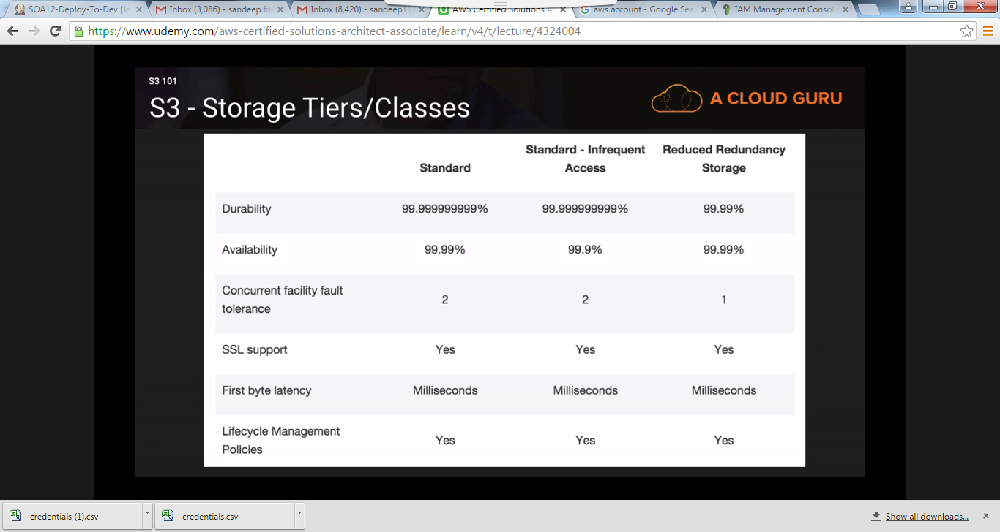 SOA12-Deploy-To-Dev [Je
Inbox (3,086) - sandeep.fm
Inbox (8,420) - sandeep11
AWS Certified Solutions A
aws account - Google Sea
IAM Management Consol
https://www.udemy.com/aws-certified-solutions-architect-associate/learn/v4/t/lecture/4324004
S3 101
S3 - Storage Tiers/Classes
A CLOUD GURU
Standard
Standard - Infrequent
Access
Reduced Redundancy
Storage
Durability 99.999999999% 99.999999999% 99.99%
Availability 99.99% 99.9% 99.99%
Concurrent facility fault
tolerance
2 2 1
SSL support Yes Yes Yes
First byte latency Milliseconds Milliseconds Milliseconds
Lifecycle Management
Policies
Yes Yes Yes
credentials (1).csv
credentials.csv
Show all downloads...